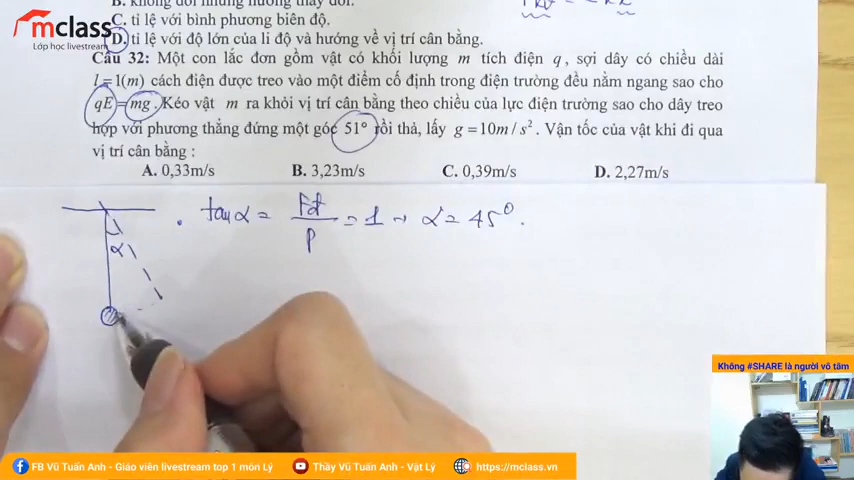 B. không đổi nhưng hướng thay đổi.
C. tỉ lệ với bình phương biên độ.
D. tỉ lệ với độ lớn của li độ và hướng về vị trí cân bằng.
Câu 32: Một con lắc đơn gồm vật có khối lượng m tích điện q, sợi dây có chiều dài
l = 1(m) cách điện được treo vào một điểm cố định trong điện trường đều nằm ngang sao cho
qE = mg. Kéo vật m ra khỏi vị trí cân bằng theo chiều của lực điện trường sao cho dây treo
hợp với phương thẳng đứng một góc 51° rồi thả, lấy g = 10m/s². Vận tốc của vật khi đi qua
vị trí cân bằng :
A. 0,33m/s B. 3,23m/s C. 0,39m/s D. 2,27m/s
α
. tanα = Fđ/P = 1 → α = 45°.
mclass
Lớp học livestream
Không #SHARE là người vô tâm
FB Vũ Tuấn Anh - Giáo viên livestream top 1 môn Lý
Thầy Vũ Tuấn Anh - Vật Lý
https://mclass.vn